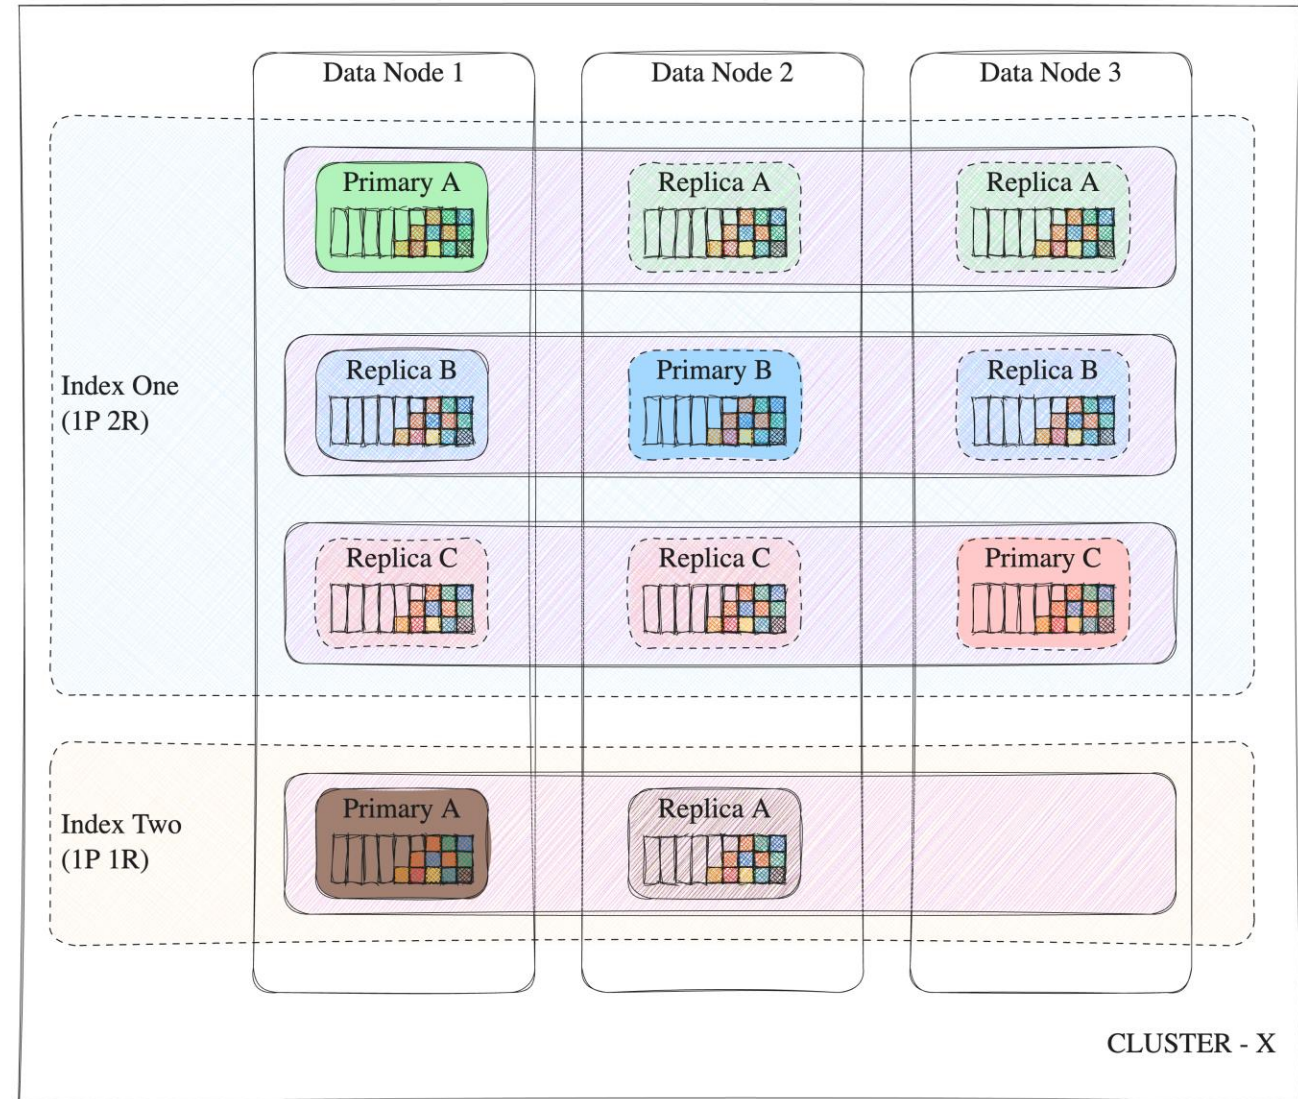 Data Node 1
Data Node 2
Data Node 3
Primary A
Replica A
Replica A
Index One
(1P 2R)
Replica B
Primary B
Replica B
Replica C
Replica C
Primary C
Index Two
(1P 1R)
Primary A
Replica A
CLUSTER - X